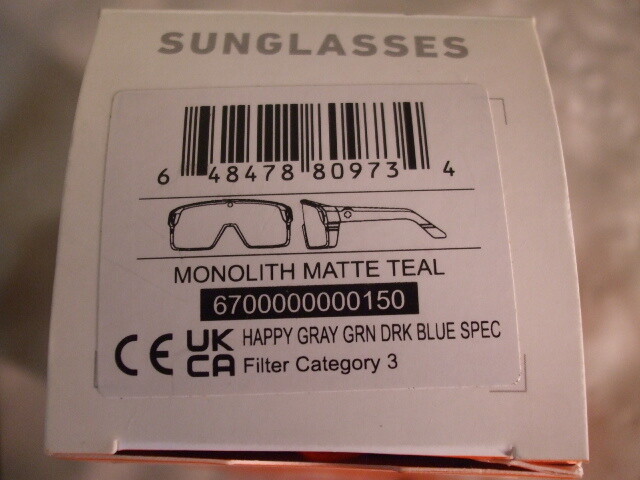 SUNGLASSES
6 48478 80973 4
MONOLITH MATTE TEAL
6700000000150
CE UK CA HAPPY GRAY GRN DRK BLUE SPEC
Filter Category 3